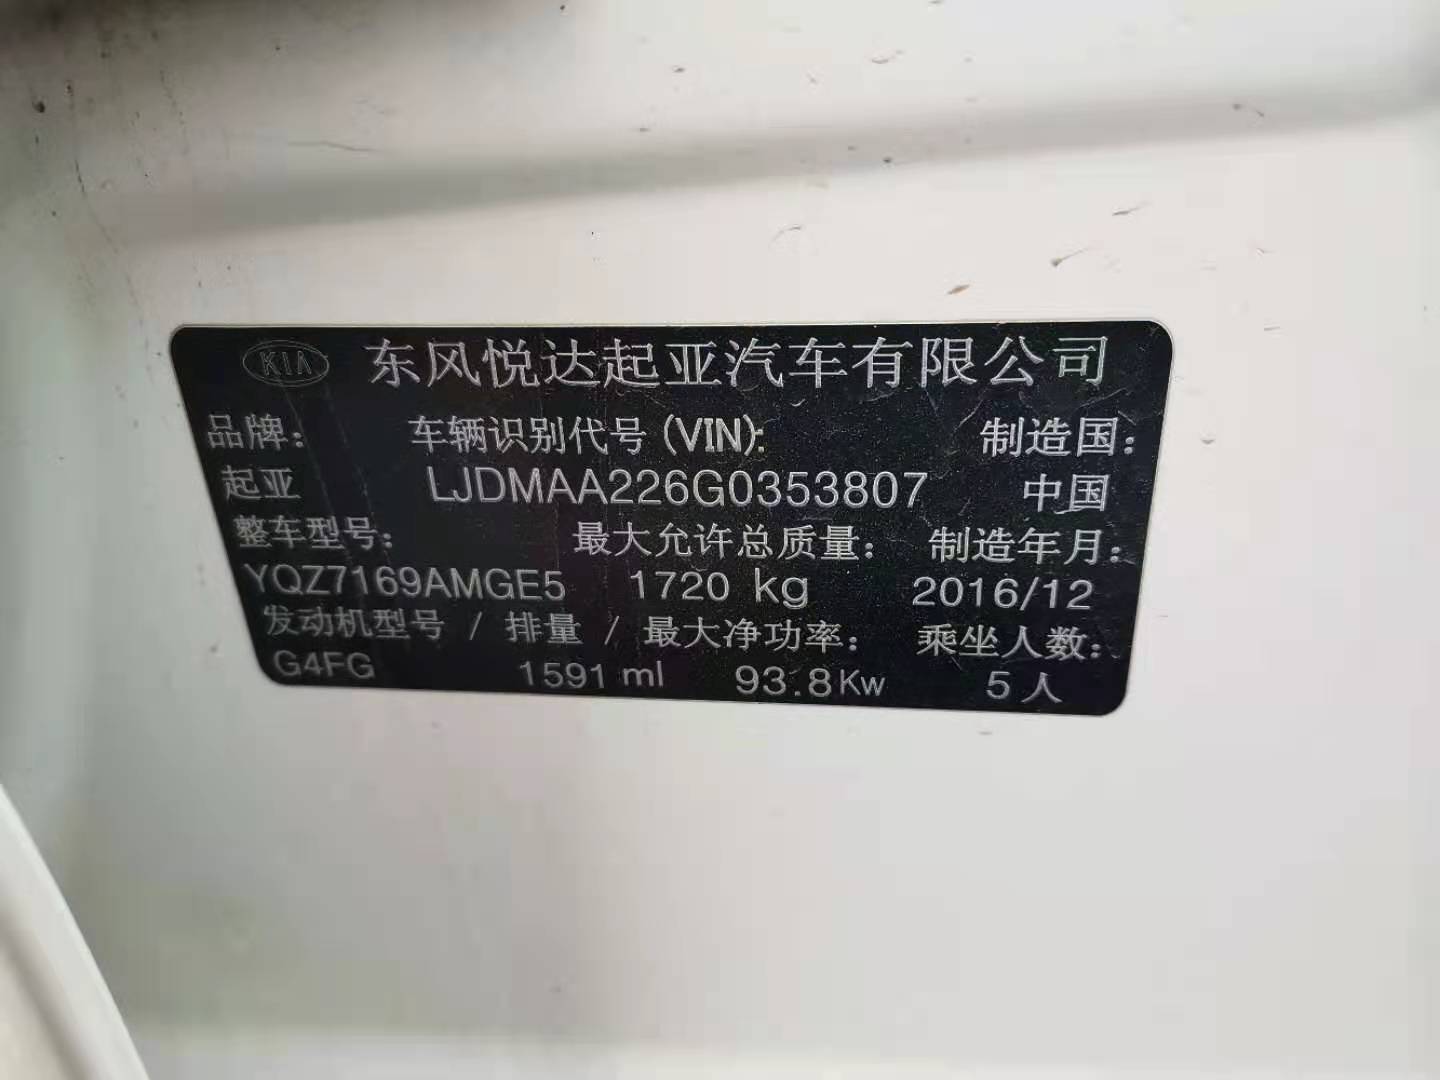 KIA 东风悦达起亚汽车有限公司
品牌： 车辆识别代号 (VIN): 制造国：
起亚 LJDMAA226G0353807 中国
整车型号： 最大允许总质量： 制造年月：
YQZ7169AMGE5 1720 kg 2016/12
发动机型号 / 排量 / 最大净功率： 乘坐人数：
G4FG 1591 ml 93.8Kw 5 人